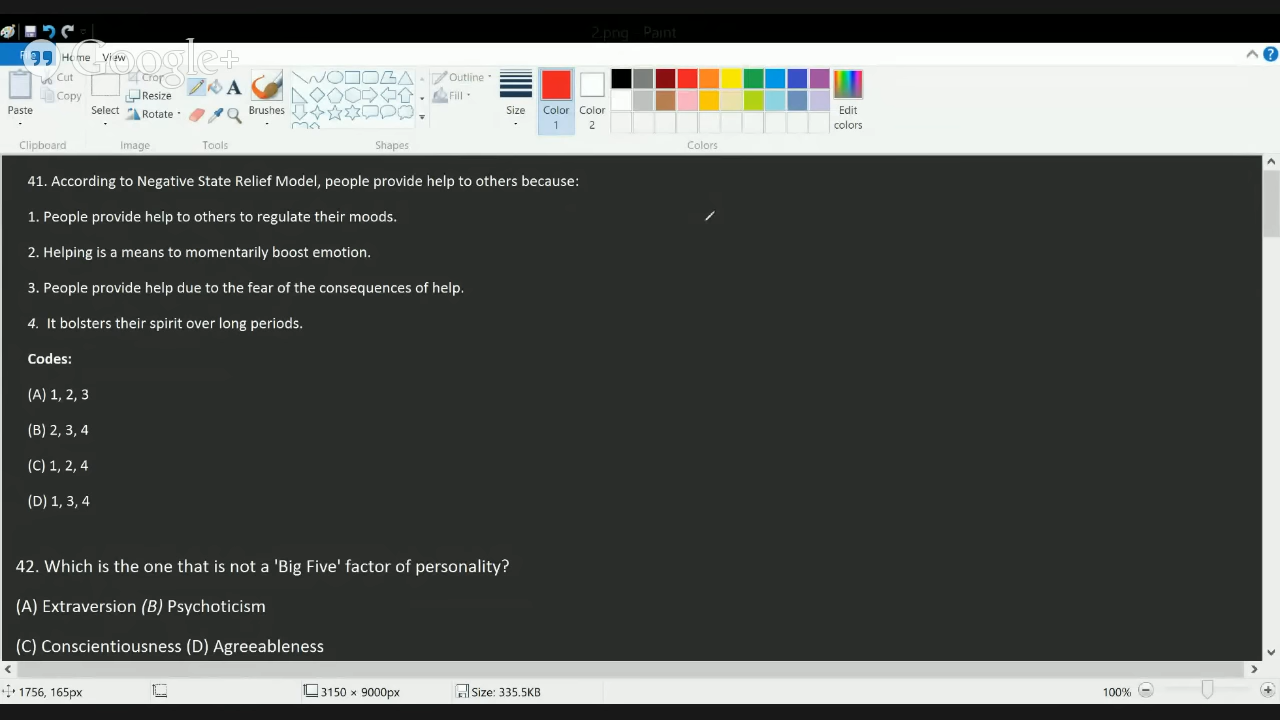 2.png - Paint
File
Home
View
Google+
Paste
Cut
Copy
Clipboard
Select
Crop
Resize
Rotate
Image
Tools
Brushes
Shapes
Outline
Fill
Size
Color 1
Color 2
Edit colors
Colors
41. According to Negative State Relief Model, people provide help to others because:
1. People provide help to others to regulate their moods.
2. Helping is a means to momentarily boost emotion.
3. People provide help due to the fear of the consequences of help.
4. It bolsters their spirit over long periods.
Codes:
(A) 1, 2, 3
(B) 2, 3, 4
(C) 1, 2, 4
(D) 1, 3, 4
42. Which is the one that is not a 'Big Five' factor of personality?
(A) Extraversion (B) Psychoticism
(C) Conscientiousness (D) Agreeableness
1756, 165px
3150 × 9000px
Size: 335.5KB
100%